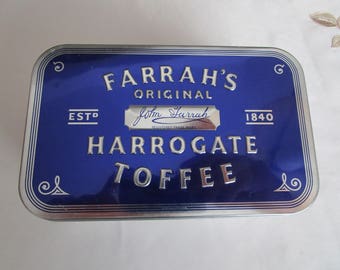 FARRAH'S
ORIGINAL
ESTD John Farrah 1840
HARROGATE
TOFFEE